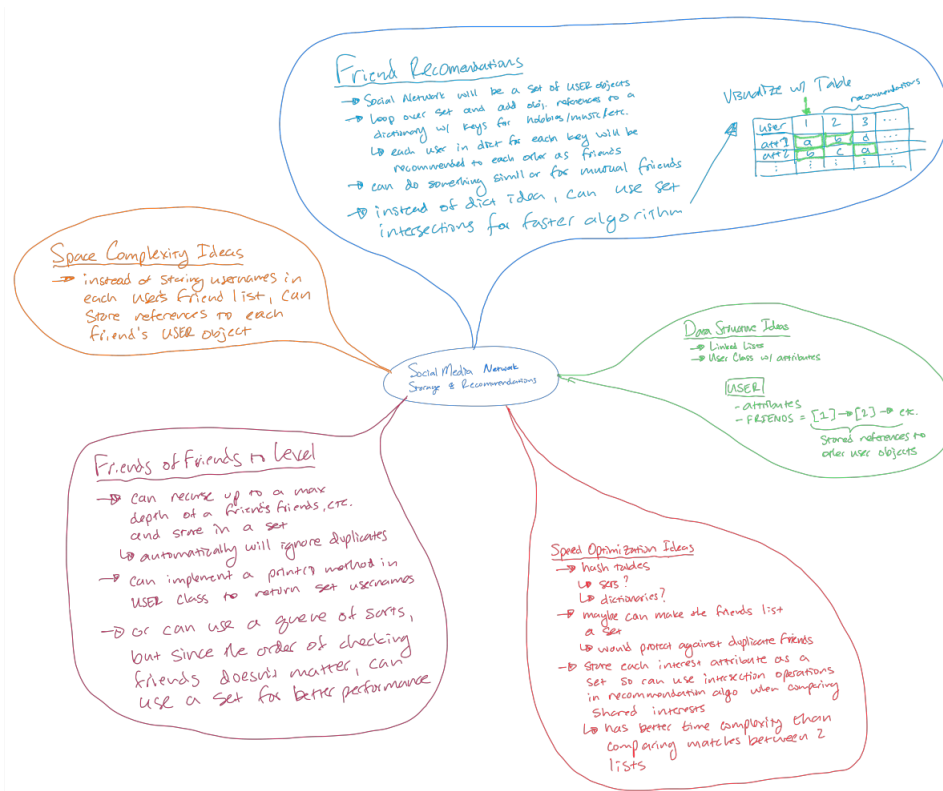 Friend Recomendations
→ Social Network will be a set of USER objects
→ Loop over set and add obj. references to a
dictionary w/ keys for hobbies/music/etc.
↳ each user in dict for each key will be
recommended to each other as friends
→ can do something similar for mutual friends
→ instead of dict idea, can use set
intersections for faster algorithm
Visualize w/ Table
recommendations
user 1 2 3 ...
attr1 a b d ...
attr2 b c a ...
⋮ ⋮ ⋮ ⋮
Space Complexity Ideas
→ instead of storing usernames in
each user's friend list, can
store references to each
friend's USER object
Social Media Network
Storage & Recommendations
Data Structure Ideas
→ Linked Lists
→ User Class w/ attributes
USER
- attributes
- FRIENDS = [1]→[2]→ etc.
Stored references to
other user objects
Friends of Friends to Level
→ can recurse up to a max
depth of a friend's friends, etc.
and store in a set
↳ automatically will ignore duplicates
→ can implement a print() method in
USER class to return set usernames
→ or can use a queue of sorts,
but since the order of checking
friends doesn't matter, can
use a set for better performance
Speed Optimization Ideas
→ hash tables
↳ sets?
↳ dictionaries?
→ maybe can make the friends list
a set
↳ would protect against duplicate friends
→ store each interest attribute as a
set so can use intersection operations
in recommendation algo when comparing
shared interests
↳ has better time complexity than
comparing matches between 2
lists